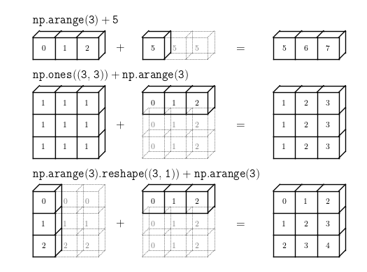 np.arange(3) + 5
0 1 2 + 5 5 5 = 5 6 7
np.ones((3, 3)) + np.arange(3)
1 1 1 0 1 2 1 2 3
1 1 1 + 0 1 2 = 1 2 3
1 1 1 0 1 2 1 2 3
np.arange(3).reshape((3, 1)) + np.arange(3)
0 0 0 0 1 2 0 1 2
1 1 1 + 0 1 2 = 1 2 3
2 2 2 0 1 2 2 3 4